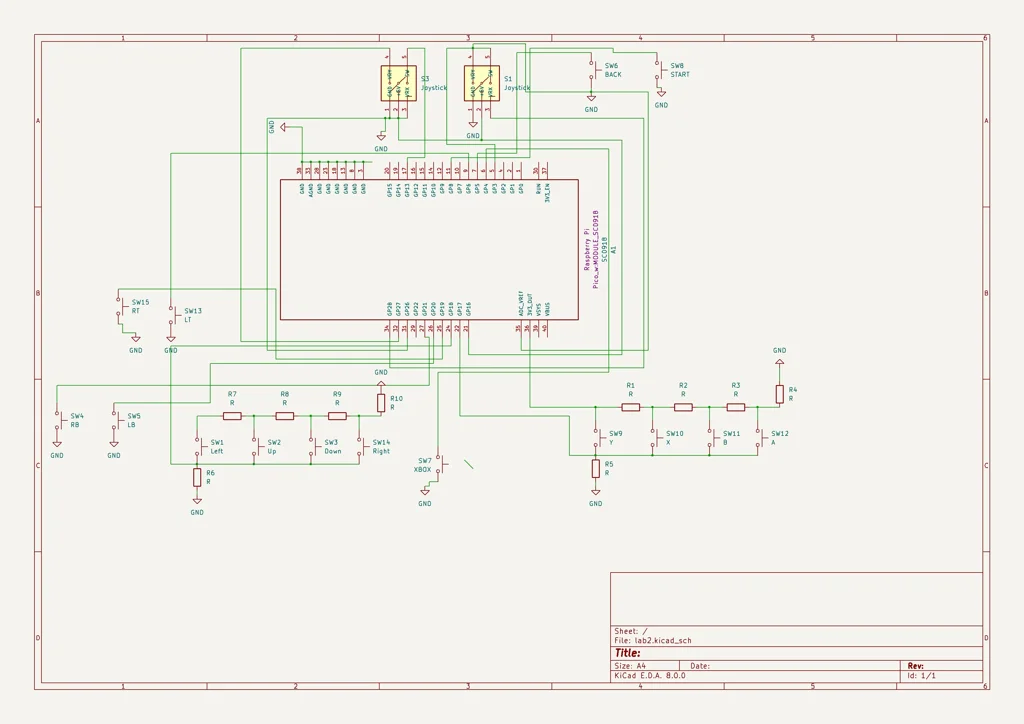 1 2 3 4 5 6
A
B
C
D
4 5
VRY SW
GND +5V VRX
1 2 3
S3
Joystick
4 5
VRY SW
GND +5V VRX
1 2 3
S1
Joystick
SW6
BACK
SW8
START
GND
GND
GND
GND
GND
38 33 28 23 18 13 8 3 20 19 17 16 15 14 12 11 10 9 7 6 5 4 2 1 30 37
GND AGND GND GND GND GND GND GND GP15 GP14 GP13 GP12 GP11 GP10 GP9 GP8 GP7 GP6 GP5 GP4 GP3 GP2 GP1 GP0 RUN 3V3_EN
Raspberry Pi
Pico_w:MODULE_SC0918
SC0918
A1
GP28 GP27 GP26 GP22 GP21 GP20 GP19 GP18 GP17 GP16 ADC_VREF 3V3_OUT VSYS VBUS
34 32 31 29 27 26 25 24 22 21 35 36 39 40
SW15
RT
SW13
LT
GND
GND
GND
GND
SW4
RB
SW5
LB
GND
GND
R7
R
R8
R
R9
R
R10
R
SW1
Left
SW2
Up
SW3
Down
SW14
Right
R6
R
GND
SW7
XBOX
GND
R1
R
R2
R
R3
R
R4
R
SW9
Y
SW10
X
SW11
B
SW12
A
R5
R
GND
Sheet: /
File: lab2.kicad_sch
Title:
Size: A4 Date: Rev:
KiCad E.D.A. 8.0.0 Id: 1/1
1 2 3 4 5 6
A
B
C
D